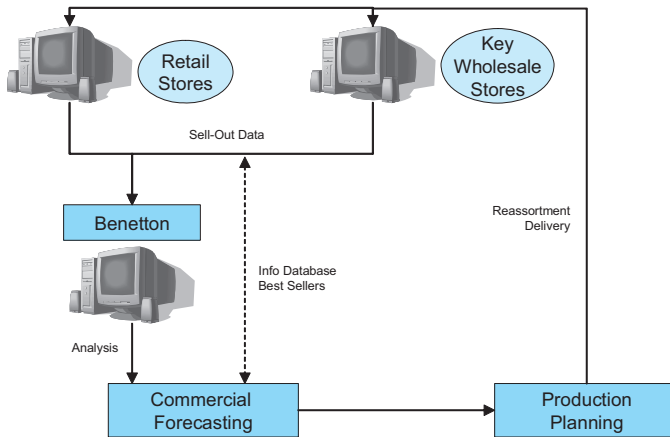 Retail
Stores
Key
Wholesale
Stores
Sell-Out Data
Benetton
Reassortment
Delivery
Info Database
Best Sellers
Analysis
Commercial
Forecasting
Production
Planning